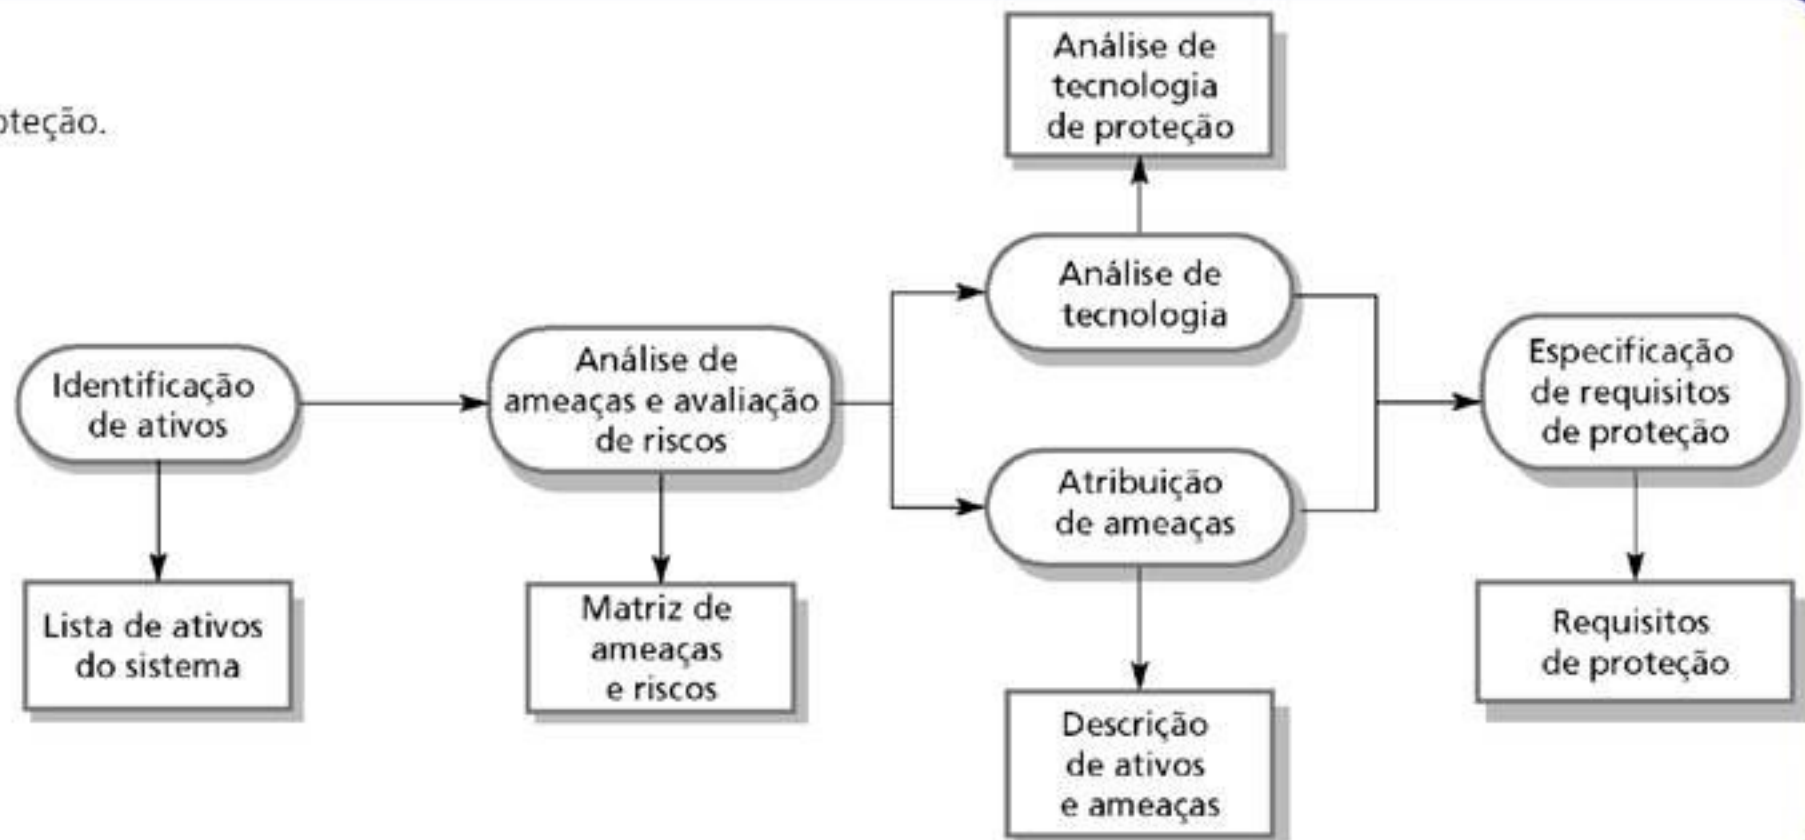 Análise de
tecnologia
de proteção
Análise de
tecnologia
Identificação
de ativos
Análise de
ameaças e avaliação
de riscos
Atribuição
de ameaças
Especificação
de requisitos
de proteção
Lista de ativos
do sistema
Matriz de
ameaças
e riscos
Descrição
de ativos
e ameaças
Requisitos
de proteção